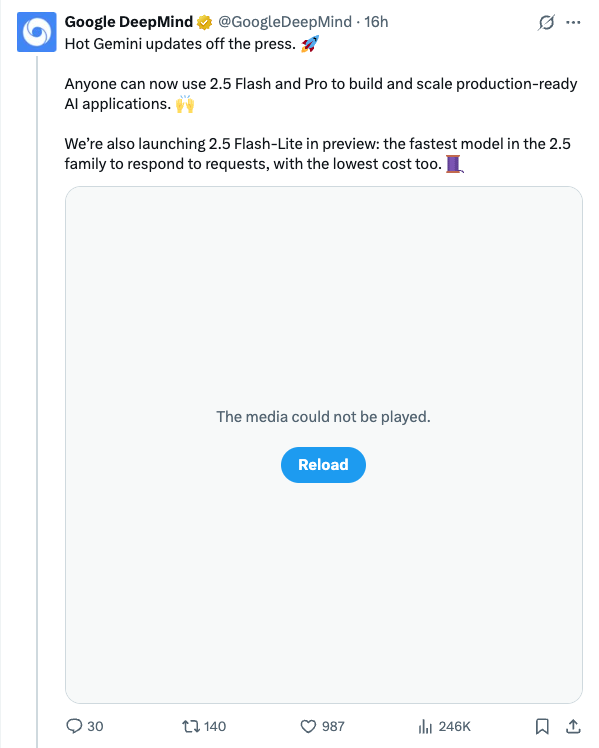 Google DeepMind @GoogleDeepMind · 16h
Hot Gemini updates off the press. 🚀
Anyone can now use 2.5 Flash and Pro to build and scale production-ready
AI applications. 🙌
We’re also launching 2.5 Flash-Lite in preview: the fastest model in the 2.5
family to respond to requests, with the lowest cost too. 🧵
The media could not be played.
Reload
30 140 987 246K